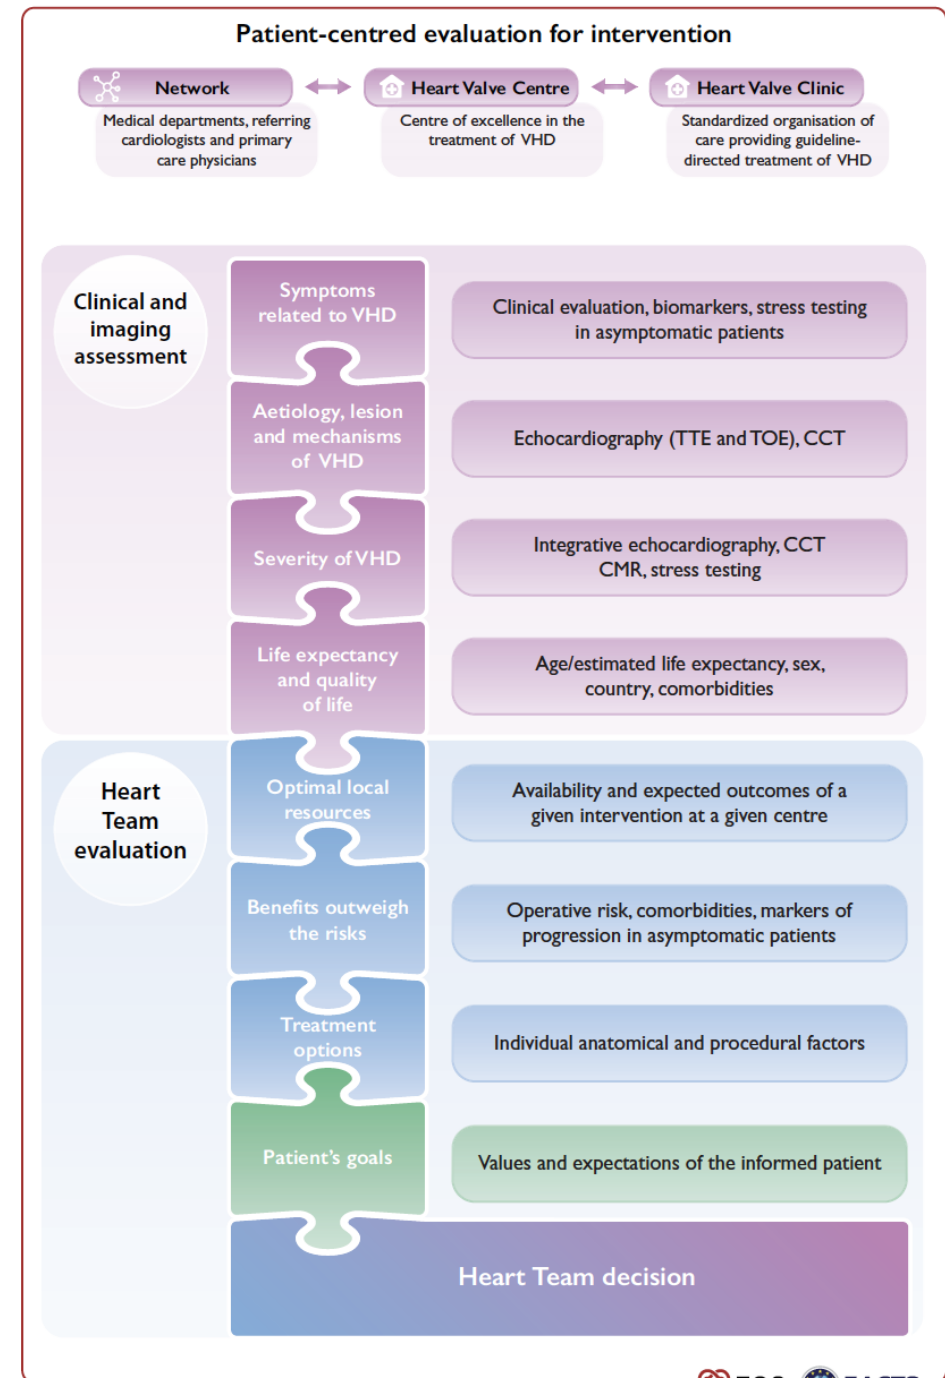 Patient-centred evaluation for intervention
Network
Medical departments, referring
cardiologists and primary
care physicians
Heart Valve Centre
Centre of excellence in the
treatment of VHD
Heart Valve Clinic
Standardized organisation of
care providing guideline-
directed treatment of VHD
Clinical and
imaging
assessment
Symptoms
related to VHD
Clinical evaluation, biomarkers, stress testing
in asymptomatic patients
Aetiology, lesion
and mechanisms
of VHD
Echocardiography (TTE and TOE), CCT
Severity of VHD
Integrative echocardiography, CCT
CMR, stress testing
Life expectancy
and quality
of life
Age/estimated life expectancy, sex,
country, comorbidities
Heart
Team
evaluation
Optimal local
resources
Availability and expected outcomes of a
given intervention at a given centre
Benefits outweigh
the risks
Operative risk, comorbidities, markers of
progression in asymptomatic patients
Treatment
options
Individual anatomical and procedural factors
Patient's goals
Values and expectations of the informed patient
Heart Team decision